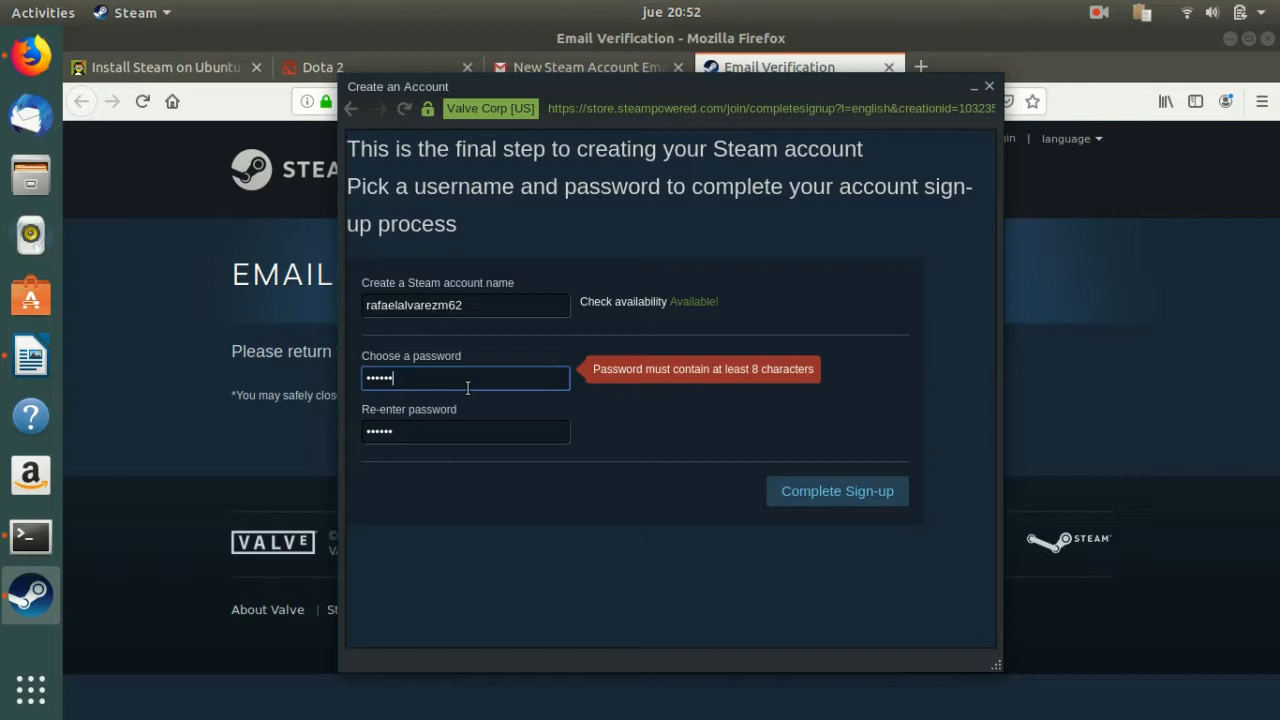 Activities Steam jue 20:52
Email Verification - Mozilla Firefox
Install Steam on Ubuntu Dota 2 New Steam Account Em Email Verification
Create an Account
Valve Corp [US] https://store.steampowered.com/join/completesignup?l=english&creationid=103235
language
STEA
This is the final step to creating your Steam account
Pick a username and password to complete your account sign-
up process
EMAIL
Create a Steam account name
rafaelalvarezm62 Check availability Available!
Please return
Choose a password
Password must contain at least 8 characters
••••••
*You may safely clos
Re-enter password
••••••
Complete Sign-up
VALVE ©
STEAM
About Valve | St